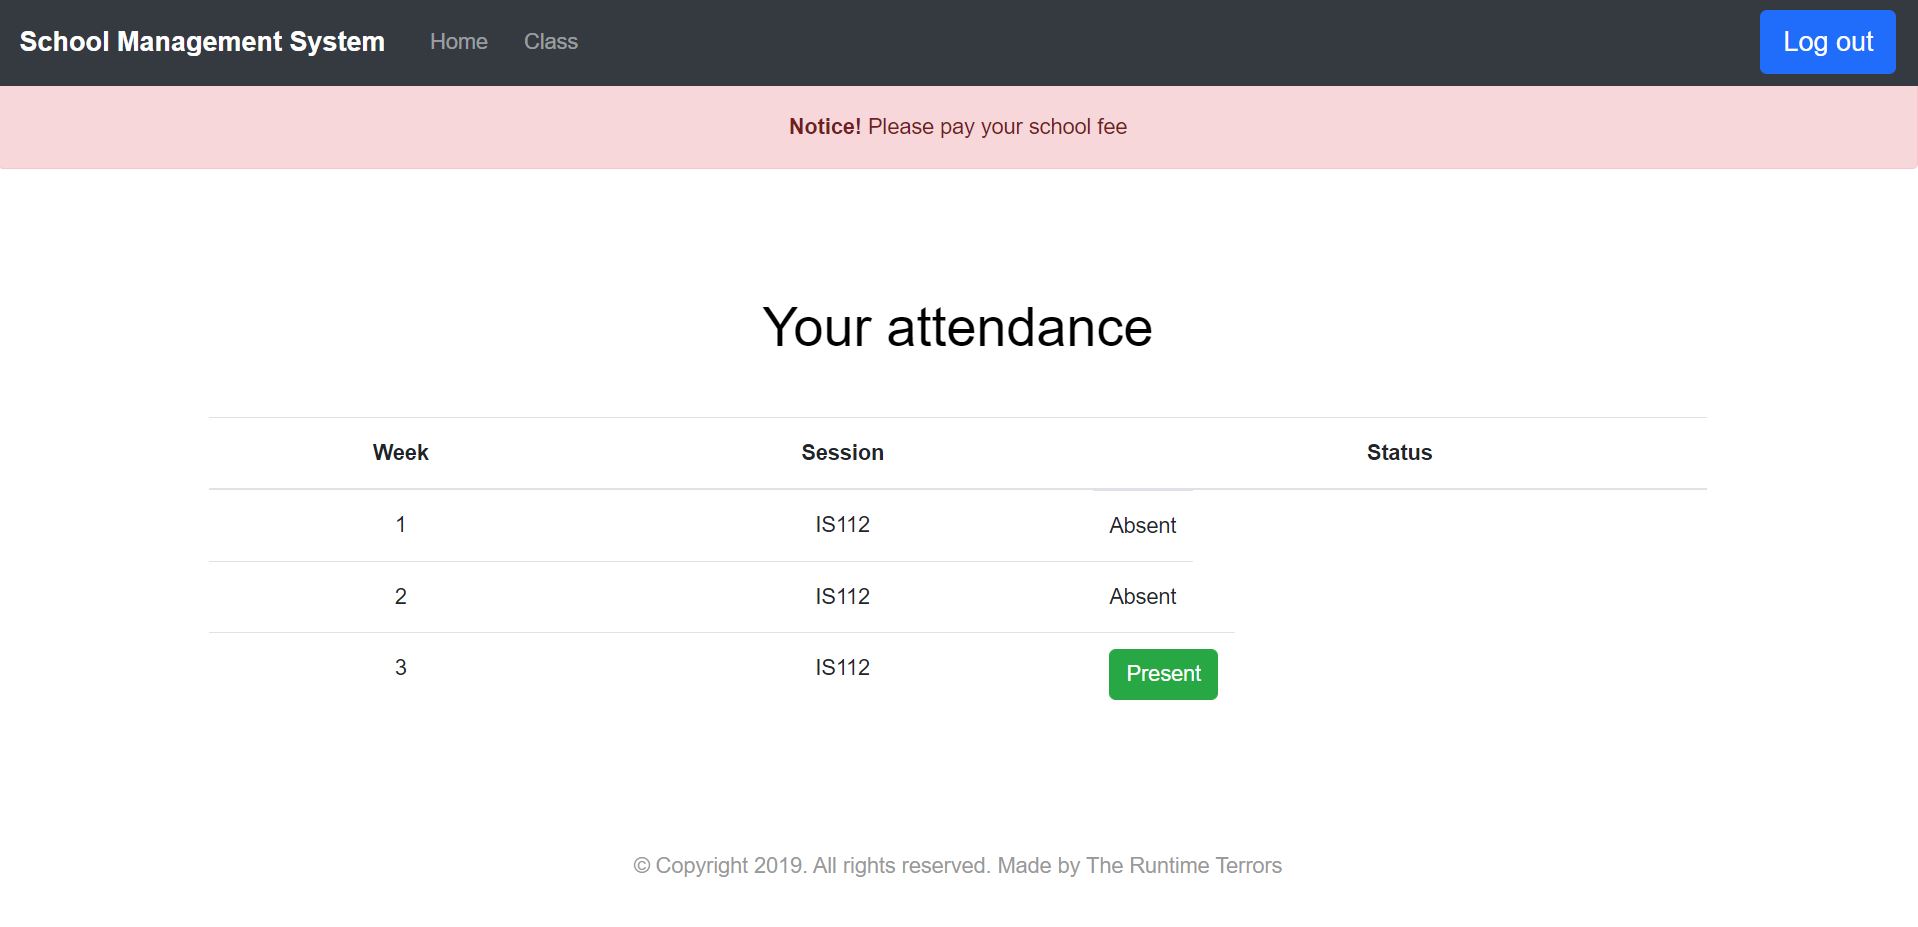 School Management System Home Class Log out
Notice! Please pay your school fee
Your attendance
Week Session Status
1 IS112 Absent
2 IS112 Absent
3 IS112 Present
© Copyright 2019. All rights reserved. Made by The Runtime Terrors